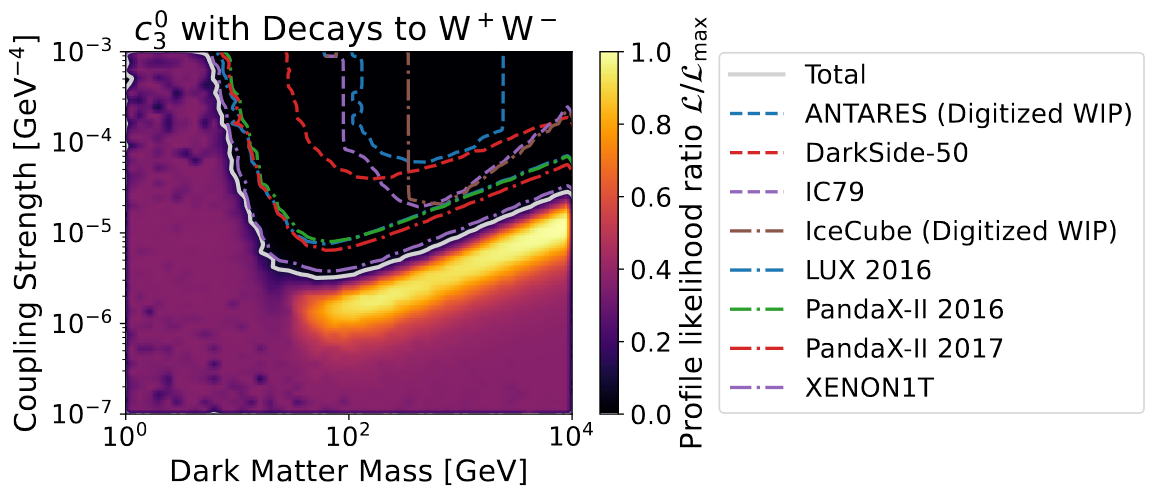 c₃⁰ with Decays to W⁺W⁻
Coupling Strength [GeV⁻⁴]
10⁻³
10⁻⁴
10⁻⁵
10⁻⁶
10⁻⁷
10⁰
10²
10⁴
Dark Matter Mass [GeV]
1.0
0.8
0.6
0.4
0.2
0.0
Profile likelihood ratio ℒ/ℒmax
Total
ANTARES (Digitized WIP)
DarkSide-50
IC79
IceCube (Digitized WIP)
LUX 2016
PandaX-II 2016
PandaX-II 2017
XENON1T